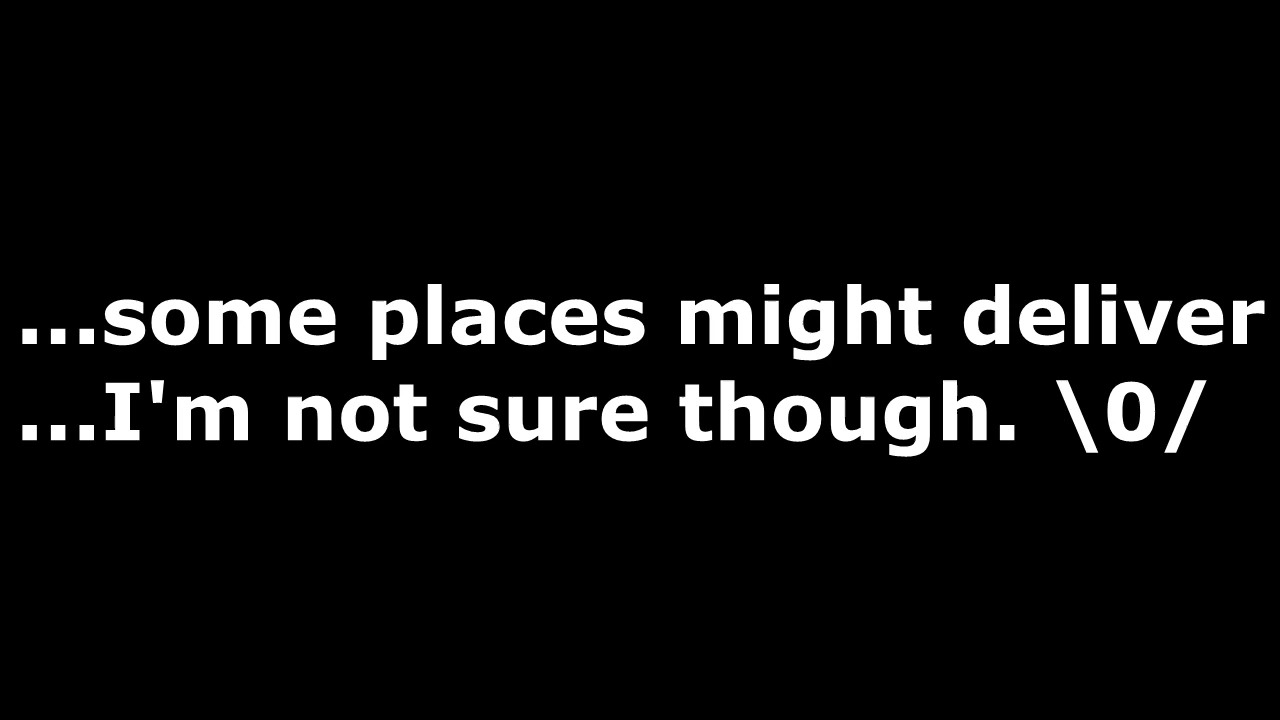 ...some places might deliver
...I'm not sure though. \0/